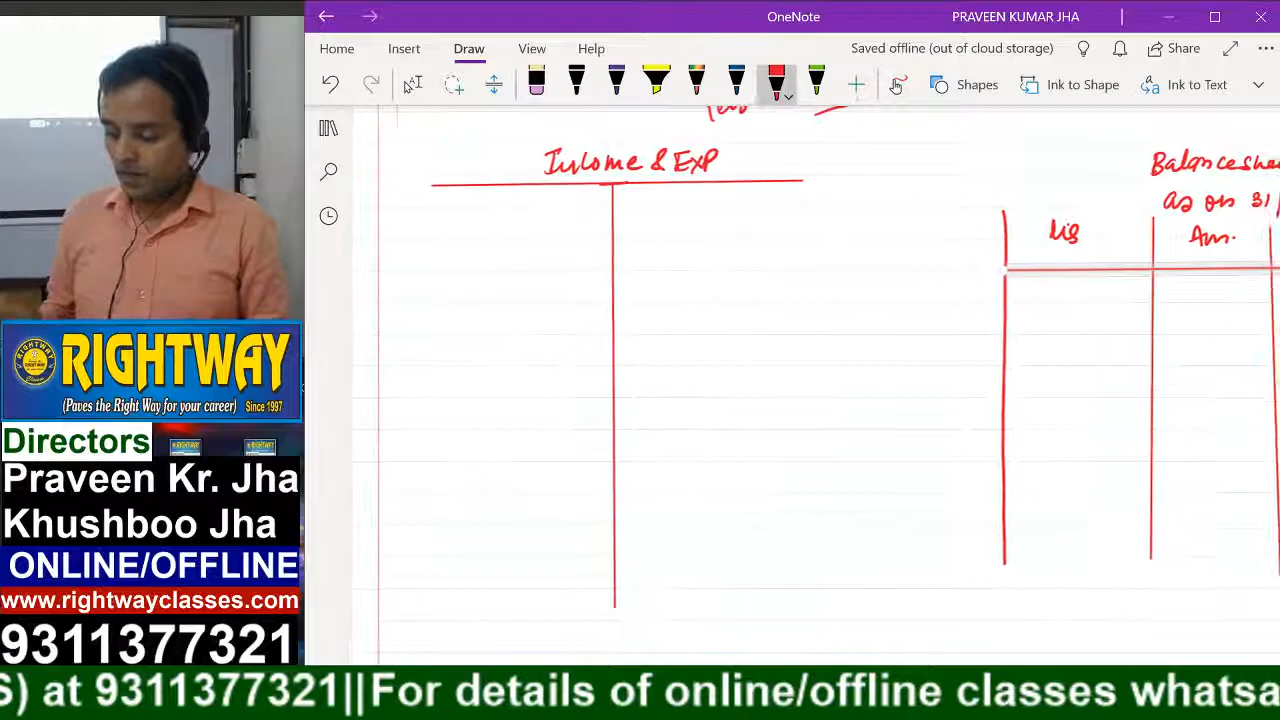 OneNote
PRAVEEN KUMAR JHA
Home Insert Draw View Help
Saved offline (out of cloud storage)
Share
Shapes
Ink to Shape
Ink to Text
Income & Exp
Balanceshe
as on 31/
Am.
RIGHTWAY
(Paves the Right Way for your career) Since 1997
Directors
Praveen Kr. Jha
Khushboo Jha
ONLINE/OFFLINE
www.rightwayclasses.com
9311377321
S) at 9311377321||For details of online/offline classes whatsa